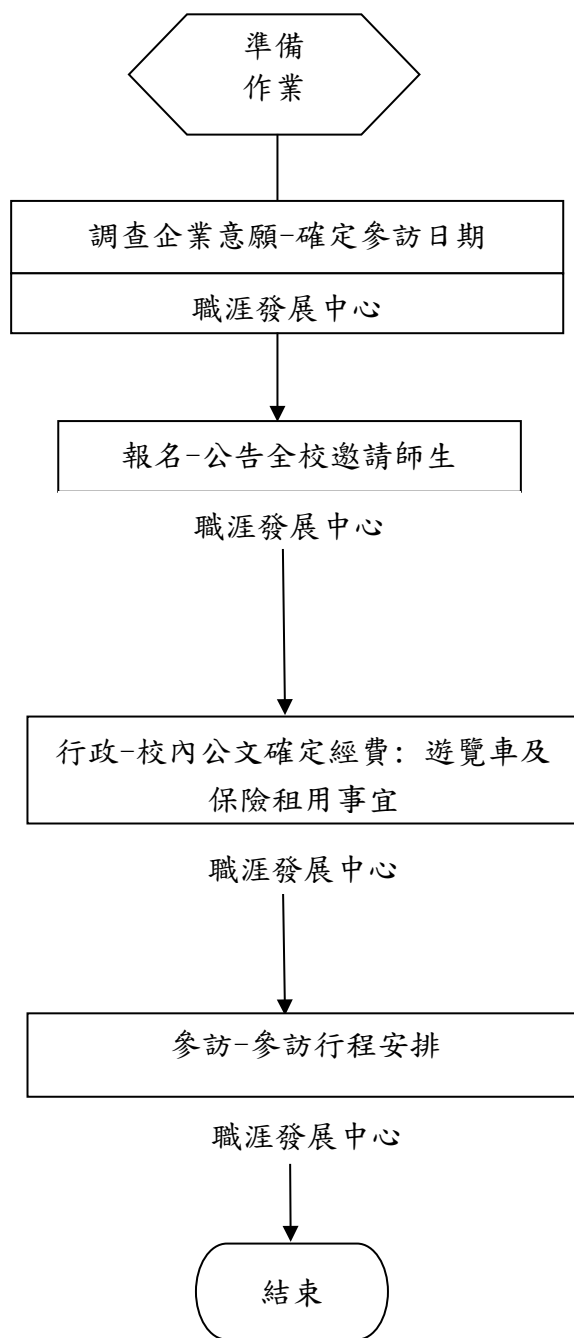 準備
作業
調查企業意願-確定參訪日期
職涯發展中心
報名-公告全校邀請師生
職涯發展中心
行政-校內公文確定經費：遊覽車及
保險租用事宜
職涯發展中心
參訪-參訪行程安排
職涯發展中心
結束